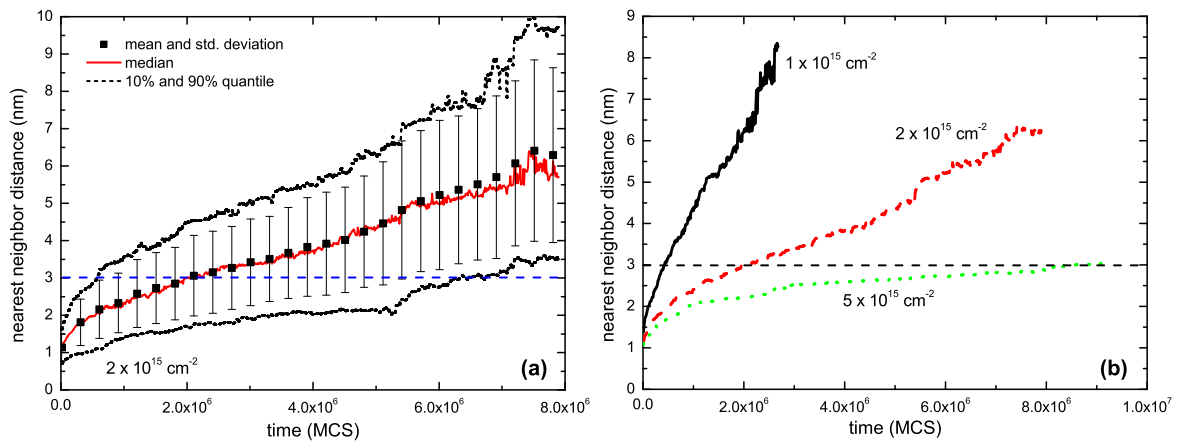 10
9
8
7
6
5
4
3
2
1
0
nearest neighbor distance (nm)
mean and std. deviation
median
10% and 90% quantile
2 x 10¹⁵ cm⁻²
(a)
0.0
2.0x10⁶
4.0x10⁶
6.0x10⁶
8.0x10⁶
time (MCS)
9
8
7
6
5
4
3
2
1
0
nearest neighbor distance (nm)
1 x 10¹⁵ cm⁻²
2 x 10¹⁵ cm⁻²
5 x 10¹⁵ cm⁻²
(b)
0.0
2.0x10⁶
4.0x10⁶
6.0x10⁶
8.0x10⁶
1.0x10⁷
time (MCS)